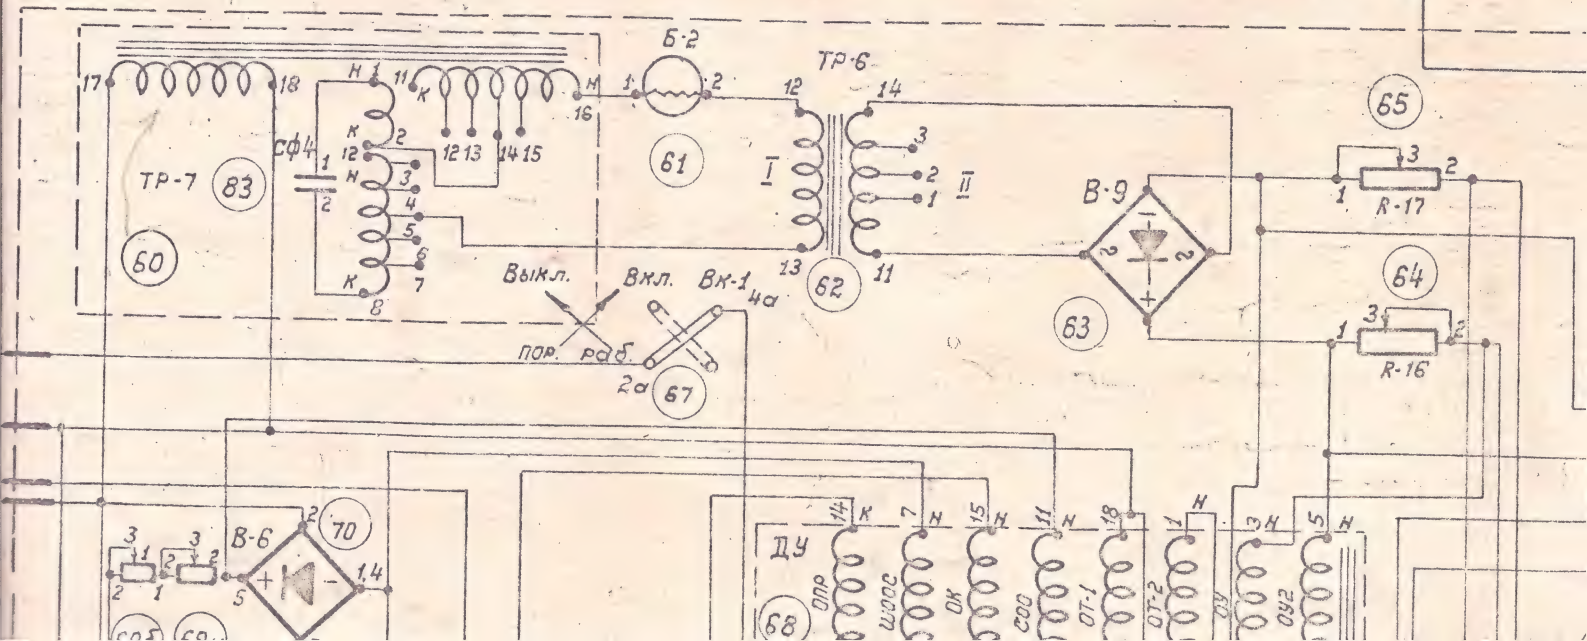 Б-2
ТР-6
17
18
Н
1
11
К
Н
16
1
2
12
14
65
К
2
12
13
14
15
3
3
2
СФ4
12
Н
1
2
3
61
I
2
1
II
1
R-17
ТР-7
83
4
В-9
5
6
7
2
2
60
К
8
13
11
62
64
Выкл.
Вкл.
ВК-1
4а
63
3
1
2
R-16
пор.
раб.
2а
67
2
70
14
К
7
Н
15
Н
11
Н
18
1
Н
3
Н
5
Н
3
1
2
3
2
В-6
5
1,4
ДУ
2
1
ОПР
ШООС
ОК
СОО
ОТ-1
ОТ-2
ОУ
ОУ2
68